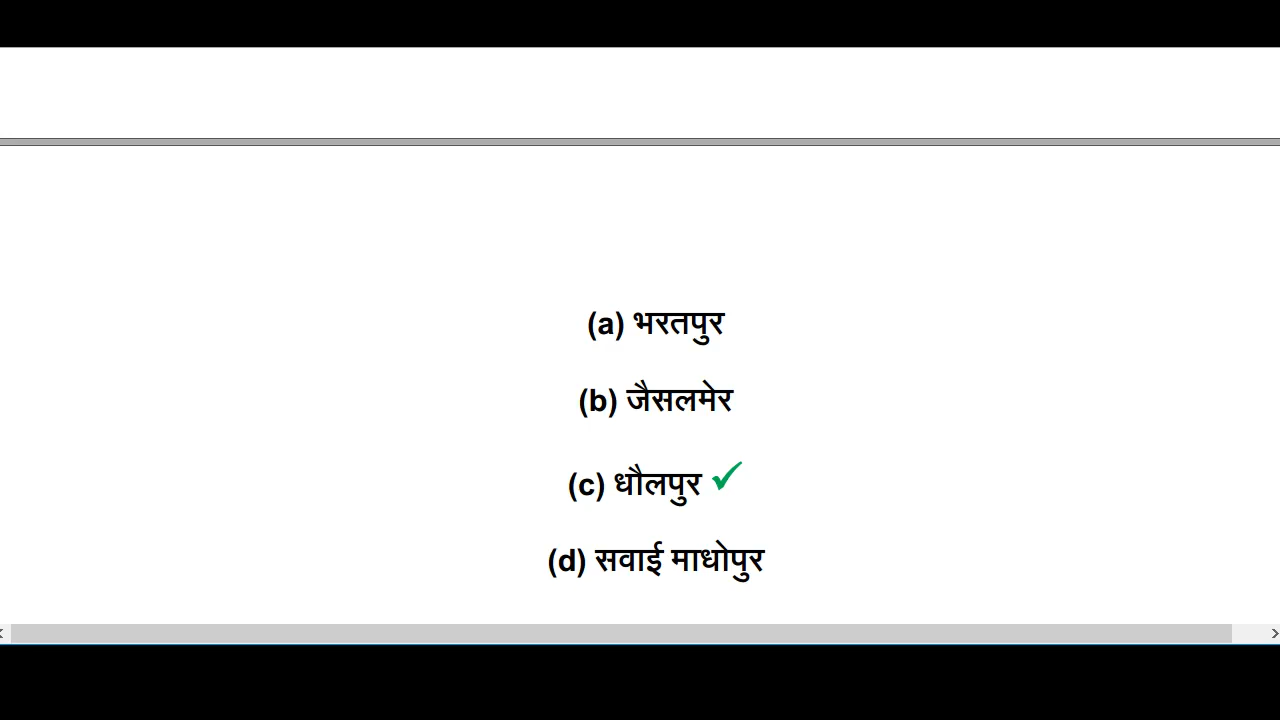 (a) भरतपुर
(b) जैसलमेर
(c) धौलपुर ✓
(d) सवाई माधोपुर